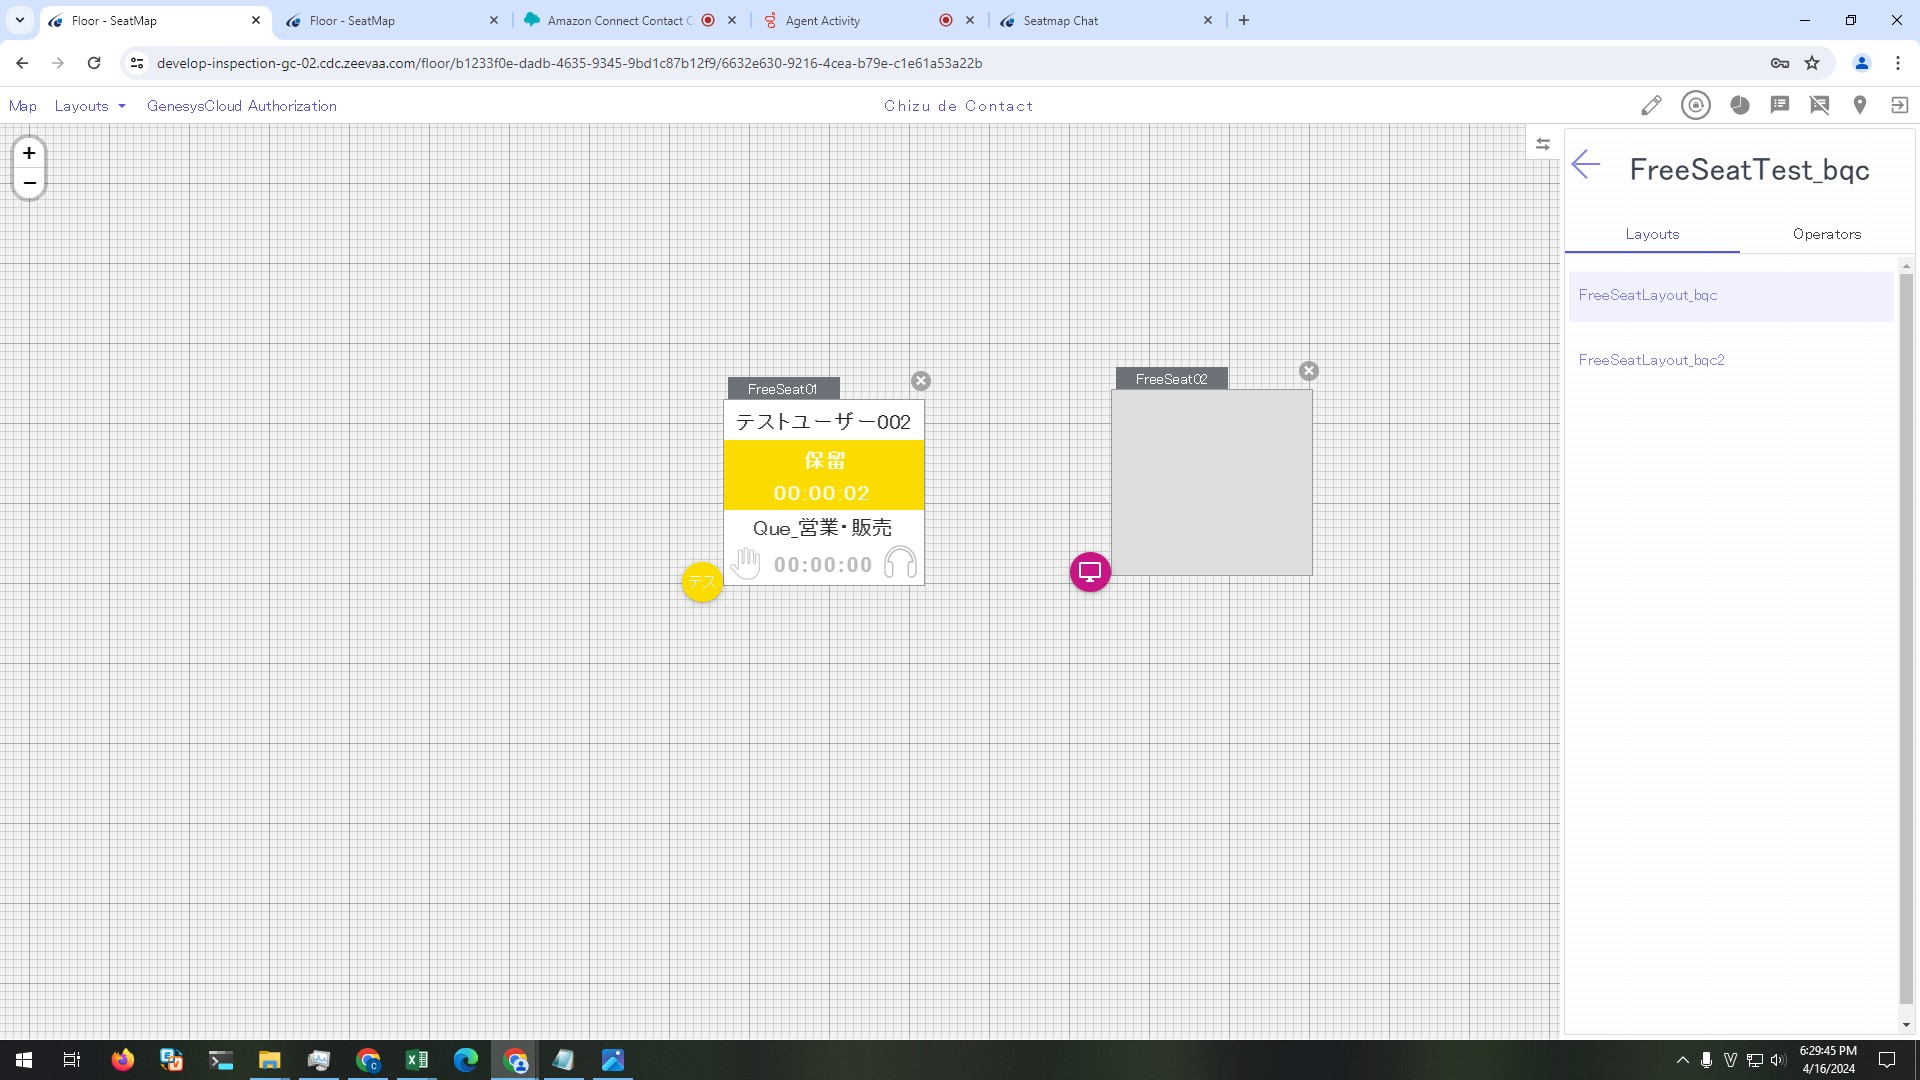 Floor - SeatMap
Floor - SeatMap
Amazon Connect Contact C
Agent Activity
Seatmap Chat
develop-inspection-gc-02.cdc.zeevaa.com/floor/b1233f0e-dadb-4635-9345-9bd1c87b12f9/6632e630-9216-4cea-b79e-c1e61a53a22b
Map Layouts GenesysCloud Authorization
Chizu de Contact
+
−
FreeSeatTest_bqc
Layouts
Operators
FreeSeatLayout_bqc
FreeSeatLayout_bqc2
FreeSeat01
テストユーザー002
保留
00:00:02
Que_営業・販売
00:00:00
テス
FreeSeat02
6:29:45 PM
4/16/2024